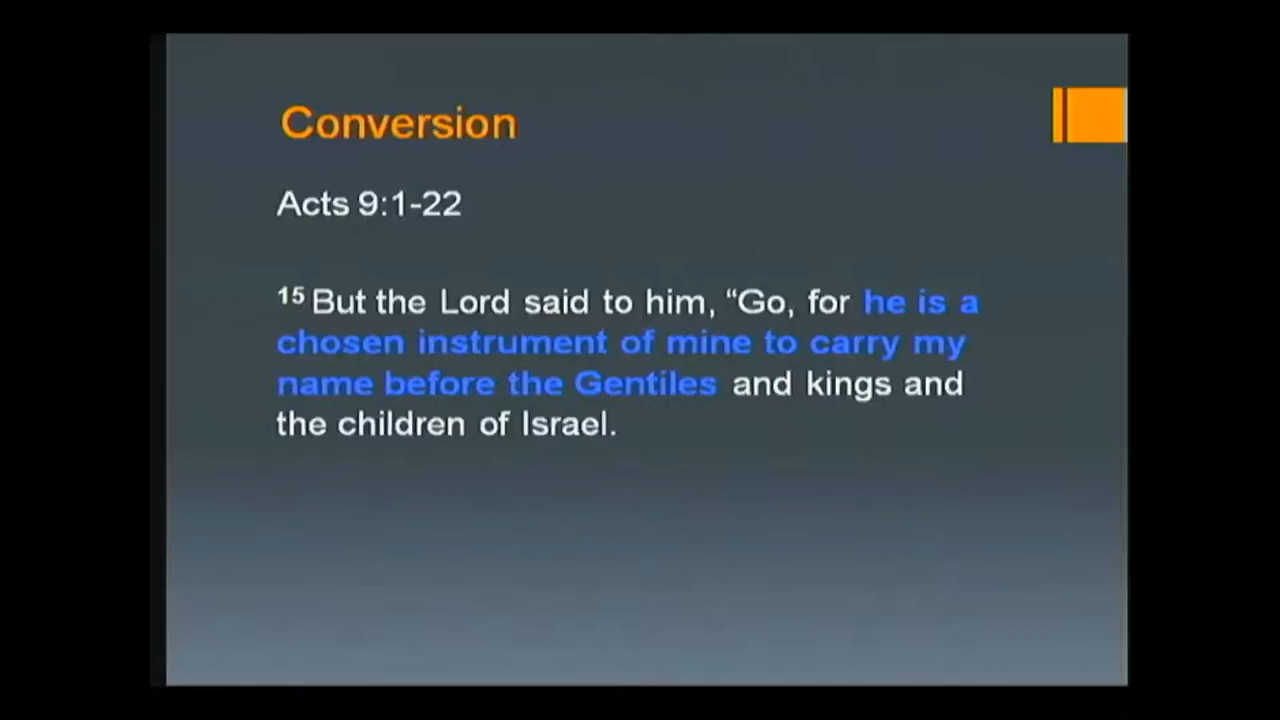 Conversion
Acts 9:1-22
15 But the Lord said to him, “Go, for he is a
chosen instrument of mine to carry my
name before the Gentiles and kings and
the children of Israel.